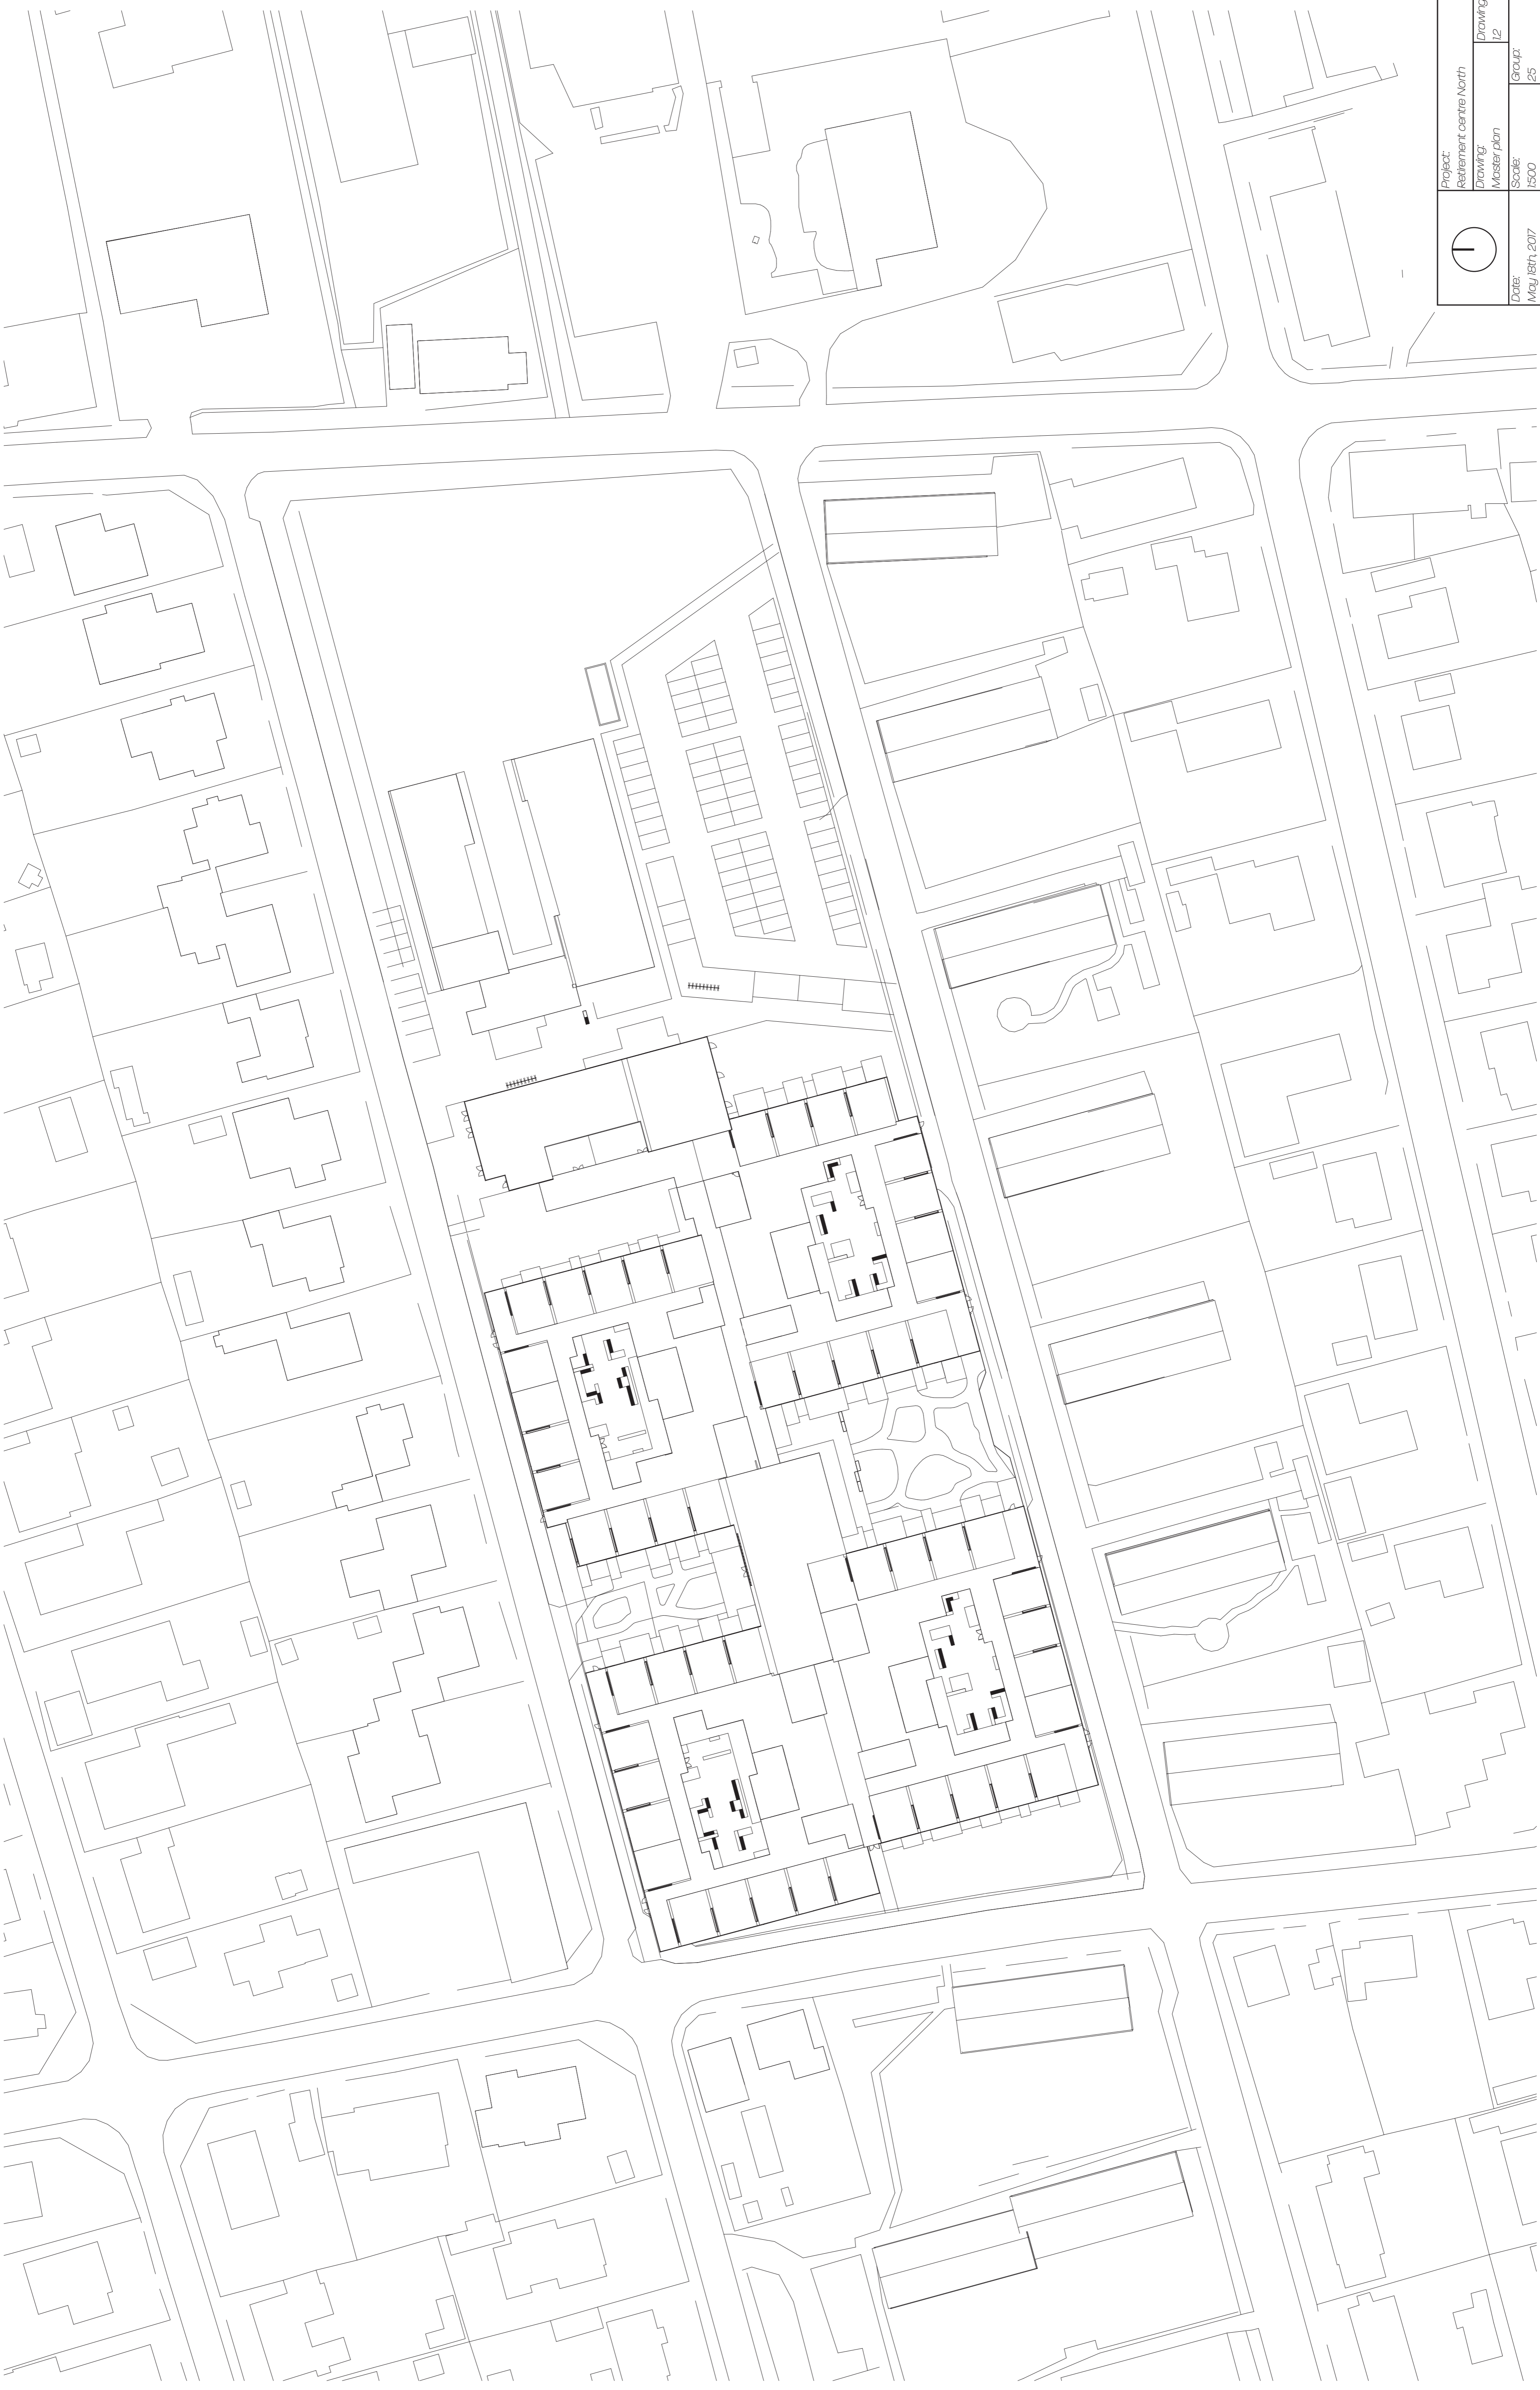 Project:
Retirement centre North
Drawing:
Master plan
Drawing
1.2
Date:
May 18th, 2017
Scale:
1:500
Group:
25